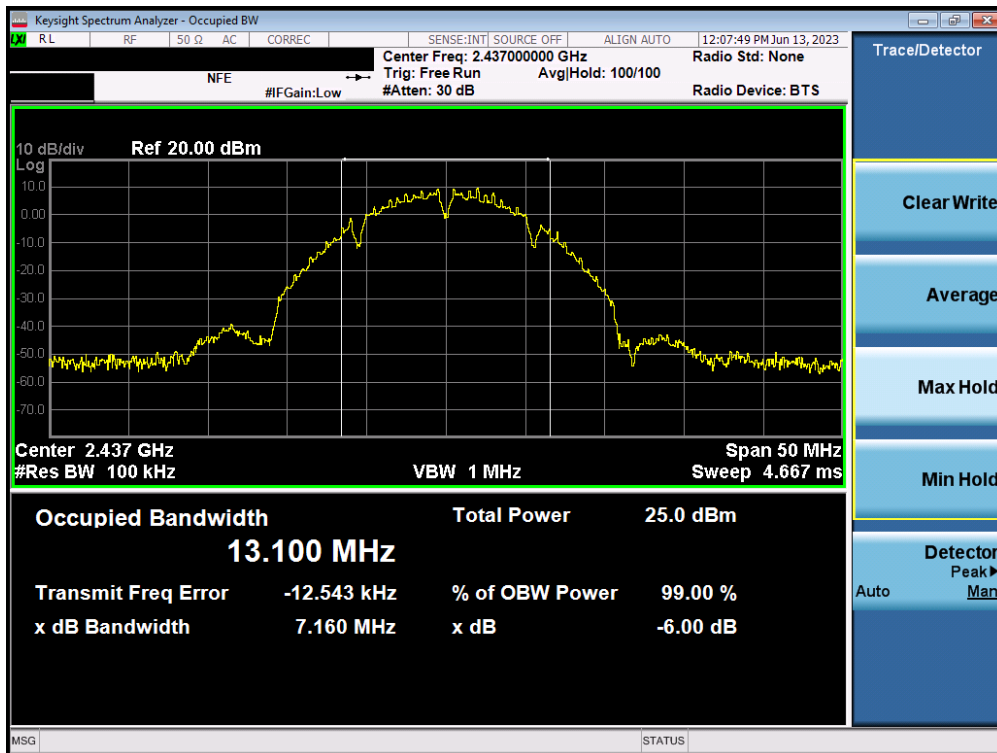 Keysight Spectrum Analyzer - Occupied BW
LXI RL RF 50 Ω AC CORREC SENSE:INT SOURCE OFF ALIGN AUTO 12:07:49 PM Jun 13, 2023
Center Freq: 2.437000000 GHz Radio Std: None
NFE Trig: Free Run Avg|Hold: 100/100
#IFGain:Low #Atten: 30 dB Radio Device: BTS
Trace/Detector
10 dB/div Ref 20.00 dBm
Log
10.0
0.00
-10.0
-20.0
-30.0
-40.0
-50.0
-60.0
-70.0
Center 2.437 GHz Span 50 MHz
#Res BW 100 kHz VBW 1 MHz Sweep 4.667 ms
Occupied Bandwidth Total Power 25.0 dBm
13.100 MHz
Transmit Freq Error -12.543 kHz % of OBW Power 99.00 %
x dB Bandwidth 7.160 MHz x dB -6.00 dB
Clear Write
Average
Max Hold
Min Hold
Detector
Peak▶
Auto Man
MSG STATUS